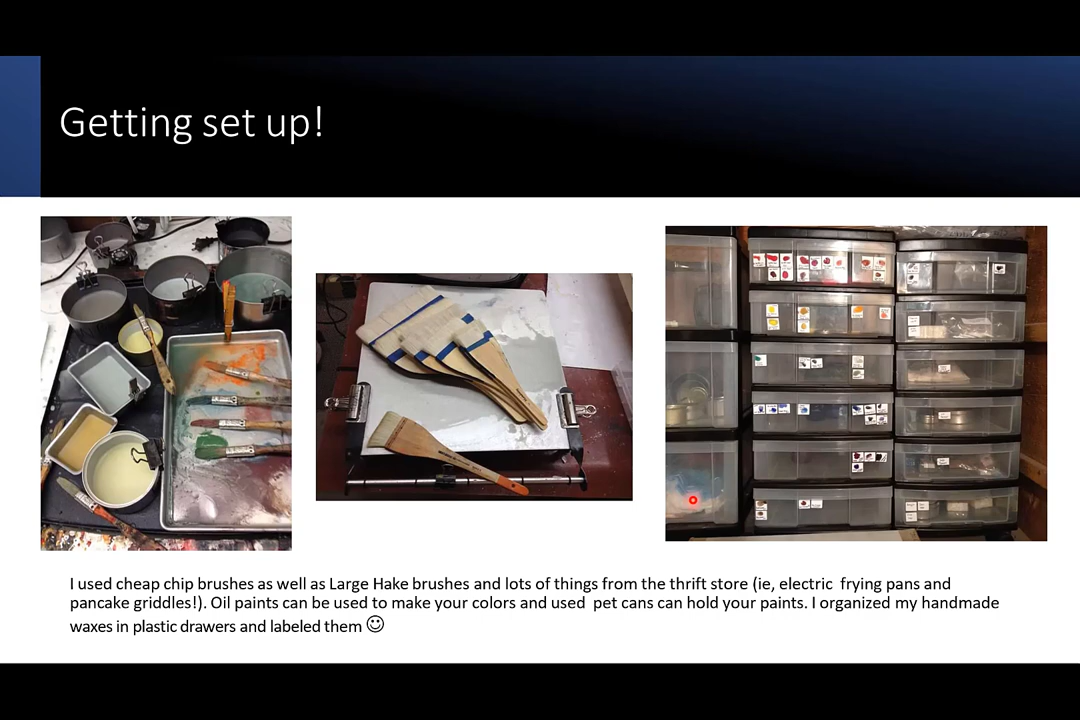 Getting set up!
I used cheap chip brushes as well as Large Hake brushes and lots of things from the thrift store (ie, electric  frying pans and
pancake griddles!). Oil paints can be used to make your colors and used  pet cans can hold your paints. I organized my handmade
waxes in plastic drawers and labeled them ☺